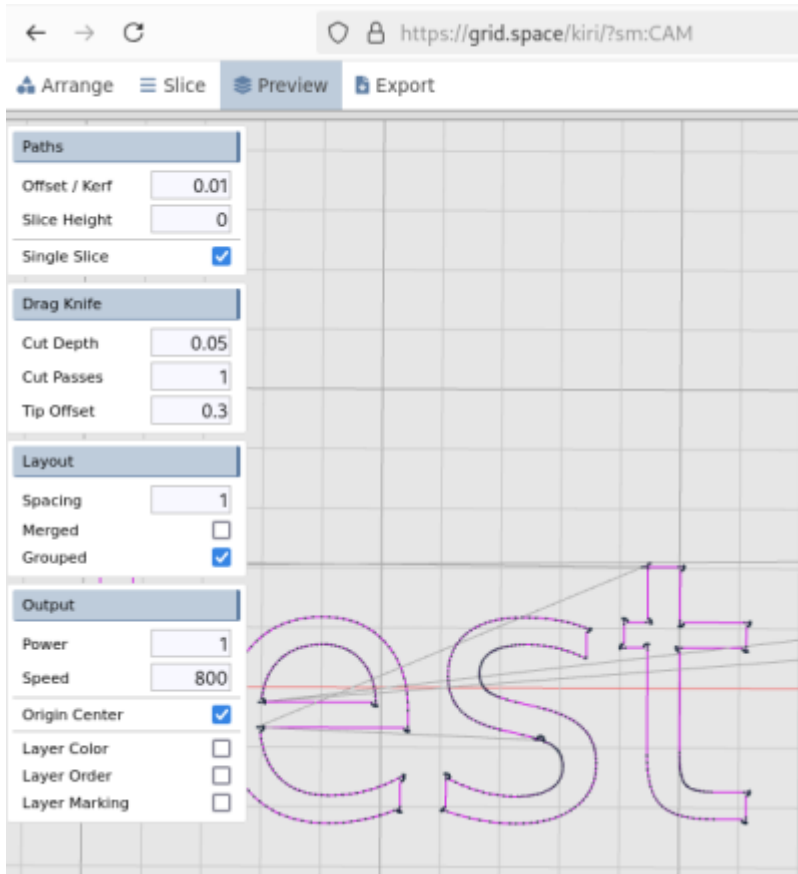 https://grid.space/kiri/?sm:CAM
Arrange Slice Preview Export
Paths
Offset / Kerf 0.01
Slice Height 0
Single Slice
Drag Knife
Cut Depth 0.05
Cut Passes 1
Tip Offset 0.3
Layout
Spacing 1
Merged
Grouped
Output
Power 1
Speed 800
Origin Center
Layer Color
Layer Order
Layer Marking
est